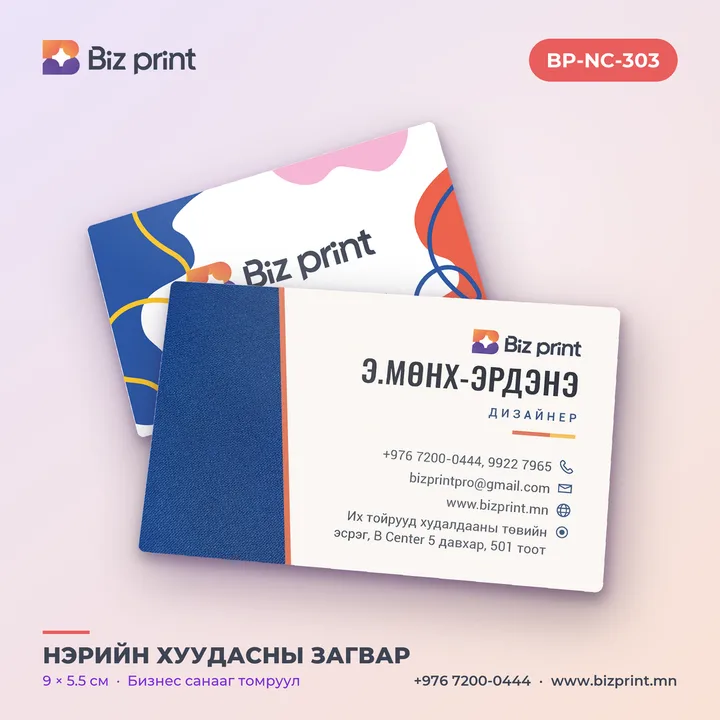 Biz print
BP-NC-303
Biz print
Biz print
Э.МӨНХ-ЭРДЭНЭ
ДИЗАЙНЕР
+976 7200-0444, 9922 7965
bizprintpro@gmail.com
www.bizprint.mn
Их тойрууд худалдааны төвийн
эсрэг, B Center 5 давхар, 501 тоот
НЭРИЙН ХУУДАСНЫ ЗАГВАР
9 × 5.5 см · Бизнес санааг томруул
+976 7200-0444 · www.bizprint.mn